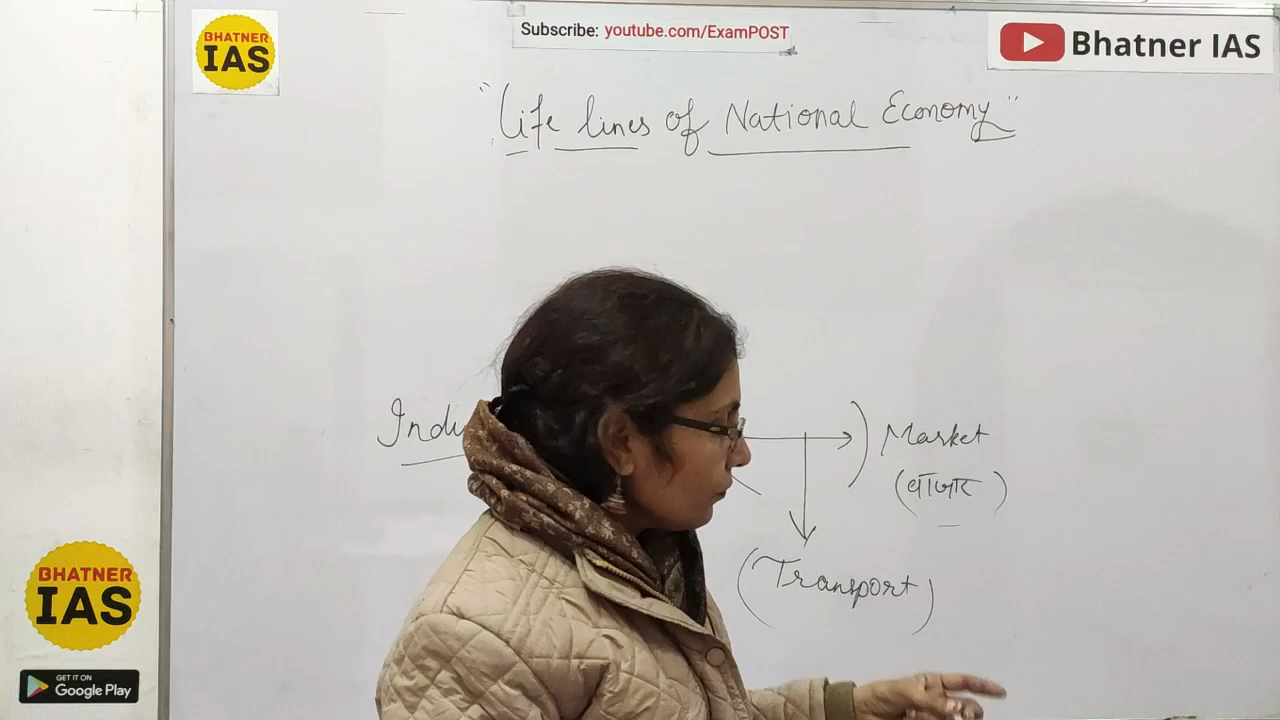 BHATNER
IAS
Subscribe: youtube.com/ExamPOST
Bhatner IAS
"Life lines of National Economy"
Market
(बाजार)
(Transport)
BHATNER
IAS
GET IT ON
Google Play